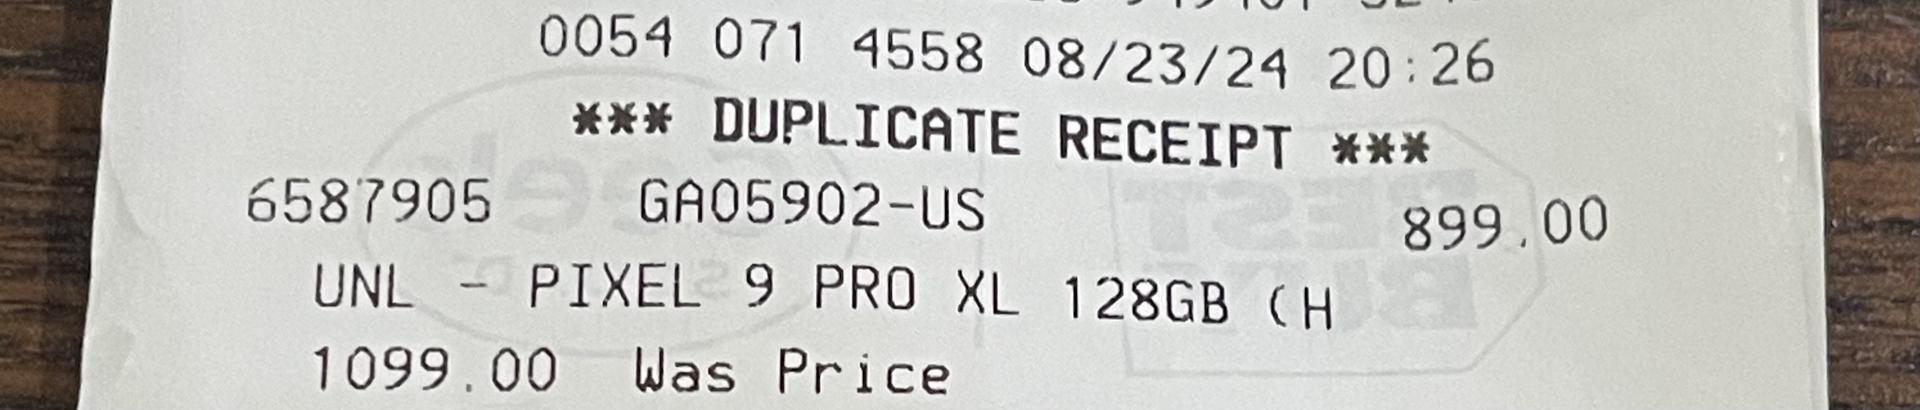 0054 071 4558 08/23/24 20:26
*** DUPLICATE RECEIPT ***
6587905 GA05902-US 899.00
UNL - PIXEL 9 PRO XL 128GB (H
1099.00 Was Price